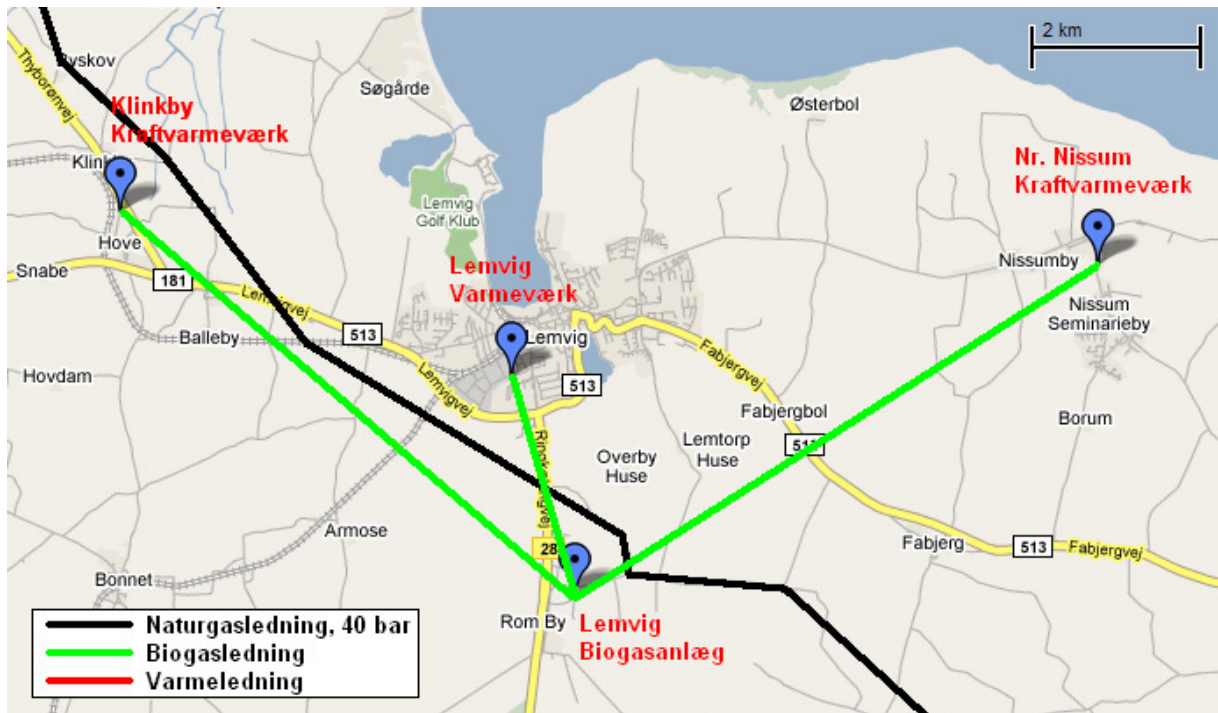 2 km
Thyborønvej
Søgårde
Østerbol
Klinkby
Kraftvarmeværk
Nr. Nissum
Kraftvarmeværk
Lemvig
Golf Klub
Hove
Snabe
181
Lemvigvej
Lemvig
Varmeværk
Nissumby
Nissum
Seminarieby
Balleby
513
Lemvig
Fabjergvej
Hovdam
Lemvigvej
513
Fabjergbol
Borum
Lemtorp
Huse
Overby
Huse
Armose
28
Fabjerg
513
Fabjergvej
Bonnet
Rom By
Lemvig
Biogasanlæg
Naturgasledning, 40 bar
Biogasledning
Varmeledning